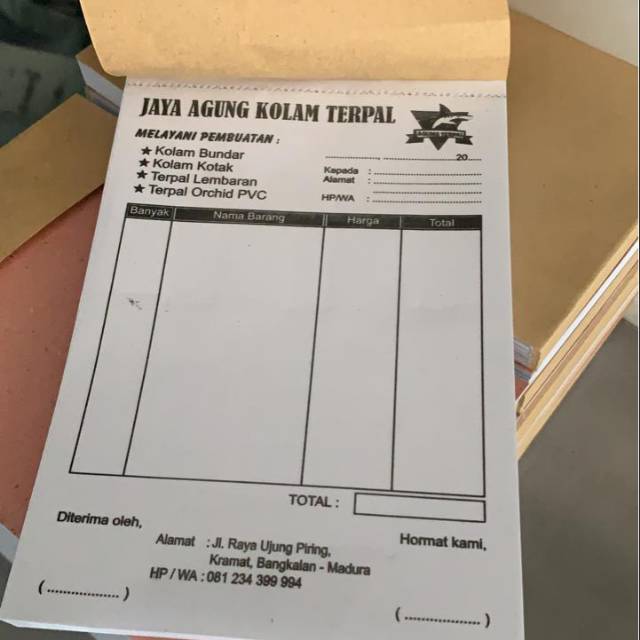 JAYA AGUNG KOLAM TERPAL
MELAYANI PEMBUATAN :
★ Kolam Bundar
★ Kolam Kotak
★ Terpal Lembaran
★ Terpal Orchid PVC
...................., ........................... 20.....
Kepada : ..............................
Alamat : ..............................
..............................
HP/WA : ..............................
Banyak Nama Barang Harga Total
TOTAL :
Diterima oleh,
Hormat kami,
Alamat : Jl. Raya Ujung Piring,
Kramat, Bangkalan - Madura
HP / WA : 081 234 399 994
(..................)
(..................)